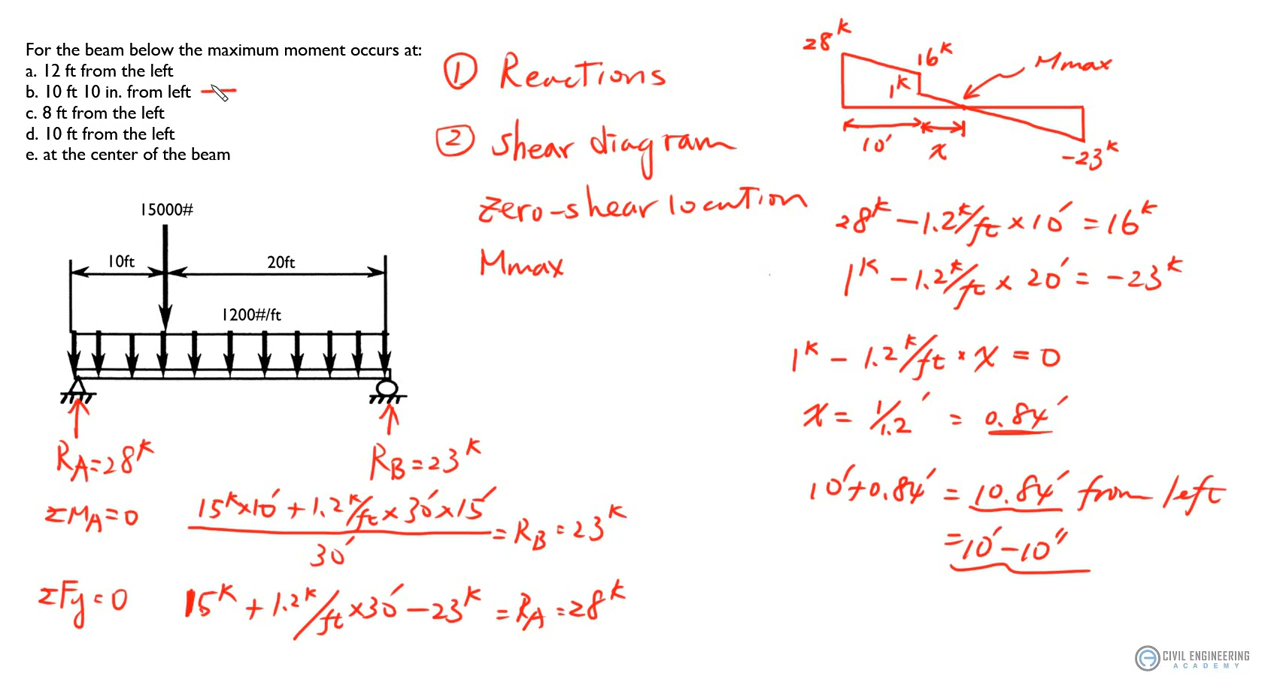 For the beam below the maximum moment occurs at:
a. 12 ft from the left
b. 10 ft 10 in. from left
c. 8 ft from the left
d. 10 ft from the left
e. at the center of the beam
15000#
10ft
20ft
1200#/ft
R_A=28^K
R_B=23^K
ΣM_A=0
15^K×10' + 1.2^K/ft × 30' × 15'
30'
= R_B = 23^K
ΣFy=0
15^K + 1.2^K/ft × 30' − 23^K = R_A = 28^K
① Reactions
② Shear diagram
Zero-shear location
Mmax
28^K
16^K
1^K
Mmax
10'
x
-23^K
28^K − 1.2^K/ft × 10' = 16^K
1^K − 1.2^K/ft × 20' = −23^K
1^K − 1.2^K/ft · x = 0
x = 1/1.2' = 0.84'
10'+0.84' = 10.84' from left
=10'−10"
CIVIL ENGINEERING
ACADEMY